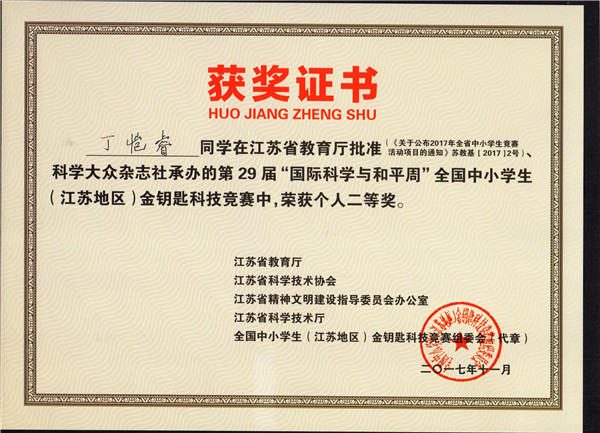 获奖证书
HUO JIANG ZHENG SHU
丁恺睿 同学在江苏省教育厅批准(《关于公布2017年全省中小学生竞赛活动项目的通知》苏教基[2017]2号)、
科学大众杂志社承办的第29届“国际科学与和平周”全国中小学生
(江苏地区)金钥匙科技竞赛中,荣获个人二等奖。
江苏省教育厅
江苏省科学技术协会
江苏省精神文明建设指导委员会办公室
江苏省科学技术厅
全国中小学生(江苏地区)金钥匙科技竞赛组委会(代章)
二〇一七年十一月